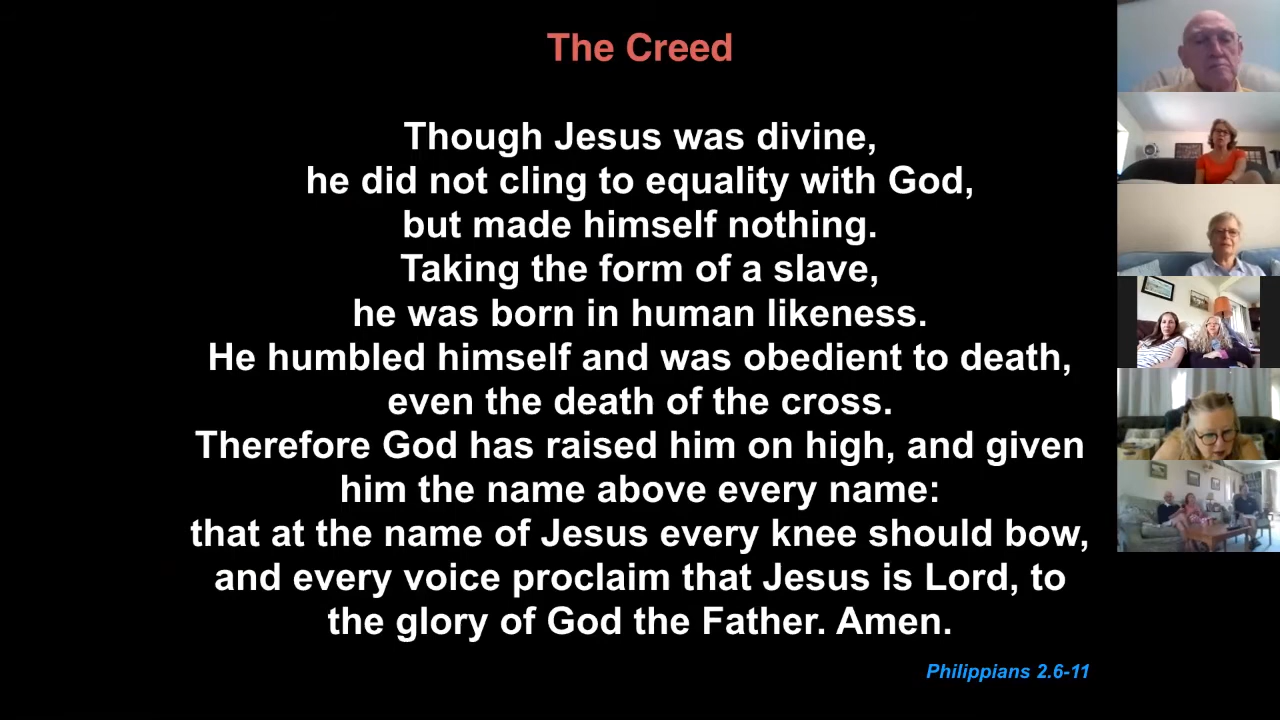 The Creed
Though Jesus was divine,
he did not cling to equality with God,
but made himself nothing.
Taking the form of a slave,
he was born in human likeness.
He humbled himself and was obedient to death,
even the death of the cross.
Therefore God has raised him on high, and given
him the name above every name:
that at the name of Jesus every knee should bow,
and every voice proclaim that Jesus is Lord, to
the glory of God the Father. Amen.
Philippians 2.6-11